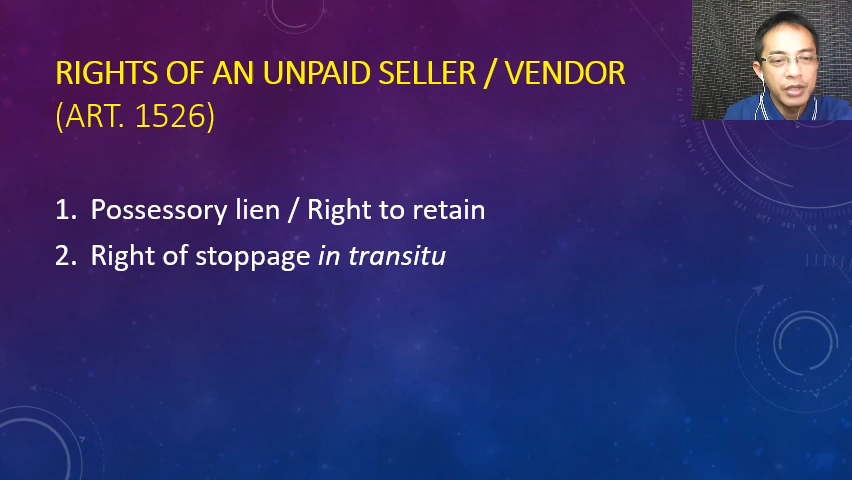 RIGHTS OF AN UNPAID SELLER / VENDOR
(ART. 1526)
1. Possessory lien / Right to retain
2. Right of stoppage in transitu